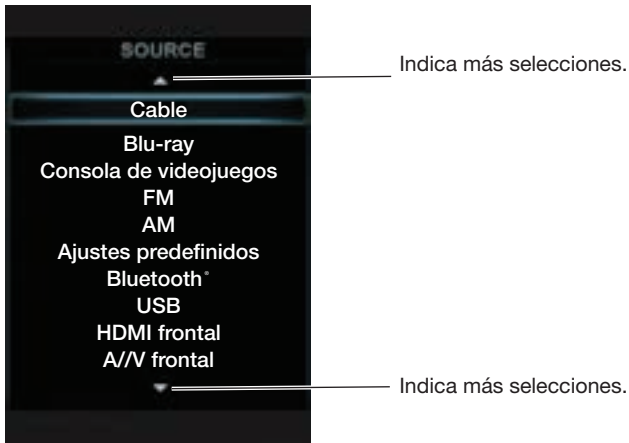 SOURCE
Indica más selecciones.
Cable
Blu-ray
Consola de videojuegos
FM
AM
Ajustes predefinidos
Bluetooth®
USB
HDMI frontal
A//V frontal
Indica más selecciones.